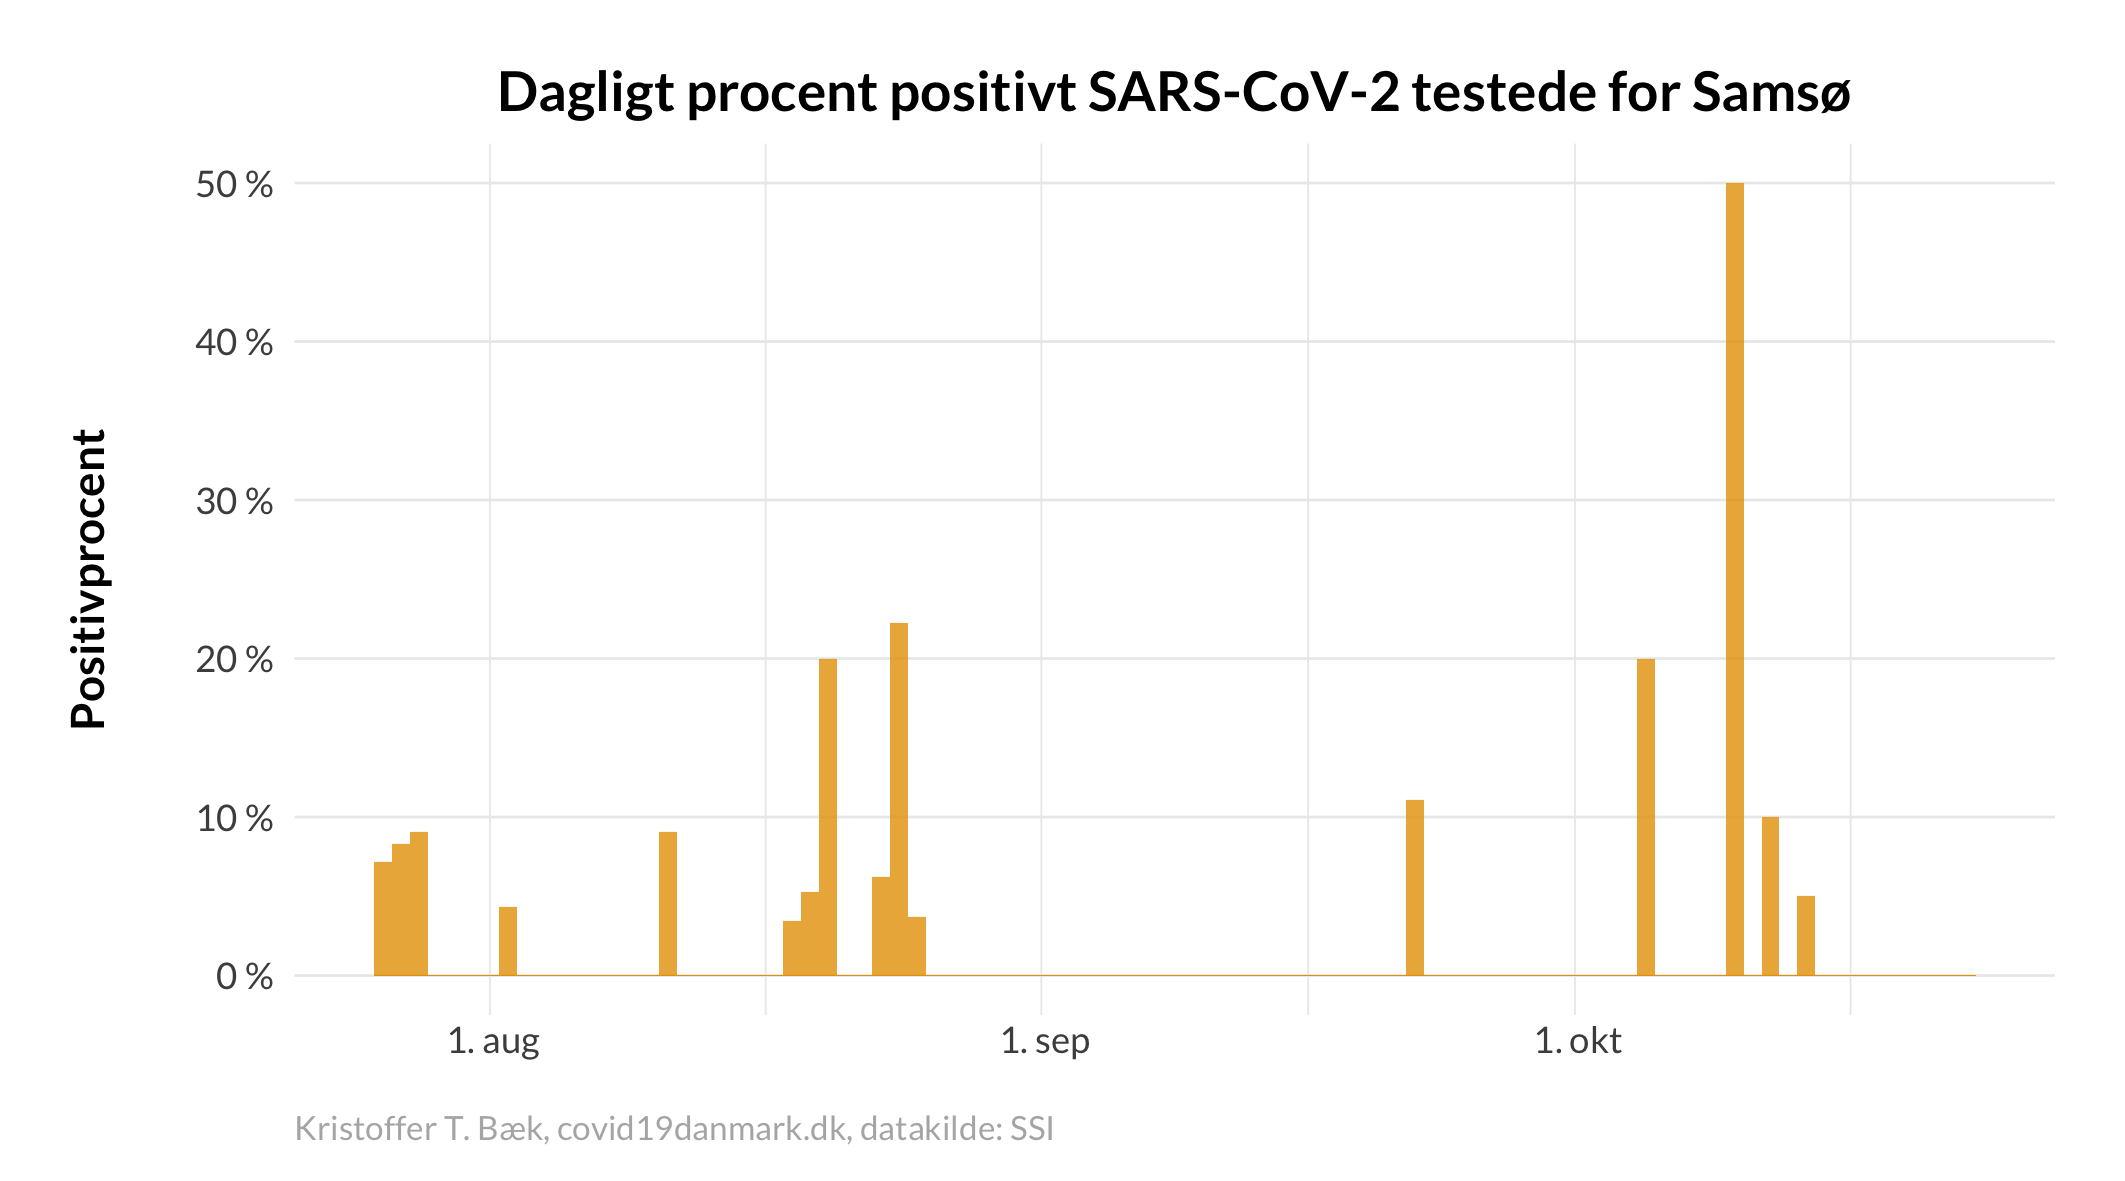 Dagligt procent positivt SARS-CoV-2 testede for Samsø
Positivprocent
50 %
40 %
30 %
20 %
10 %
0 %
1. aug
1. sep
1. okt
Kristoffer T. Bæk, covid19danmark.dk, datakilde: SSI